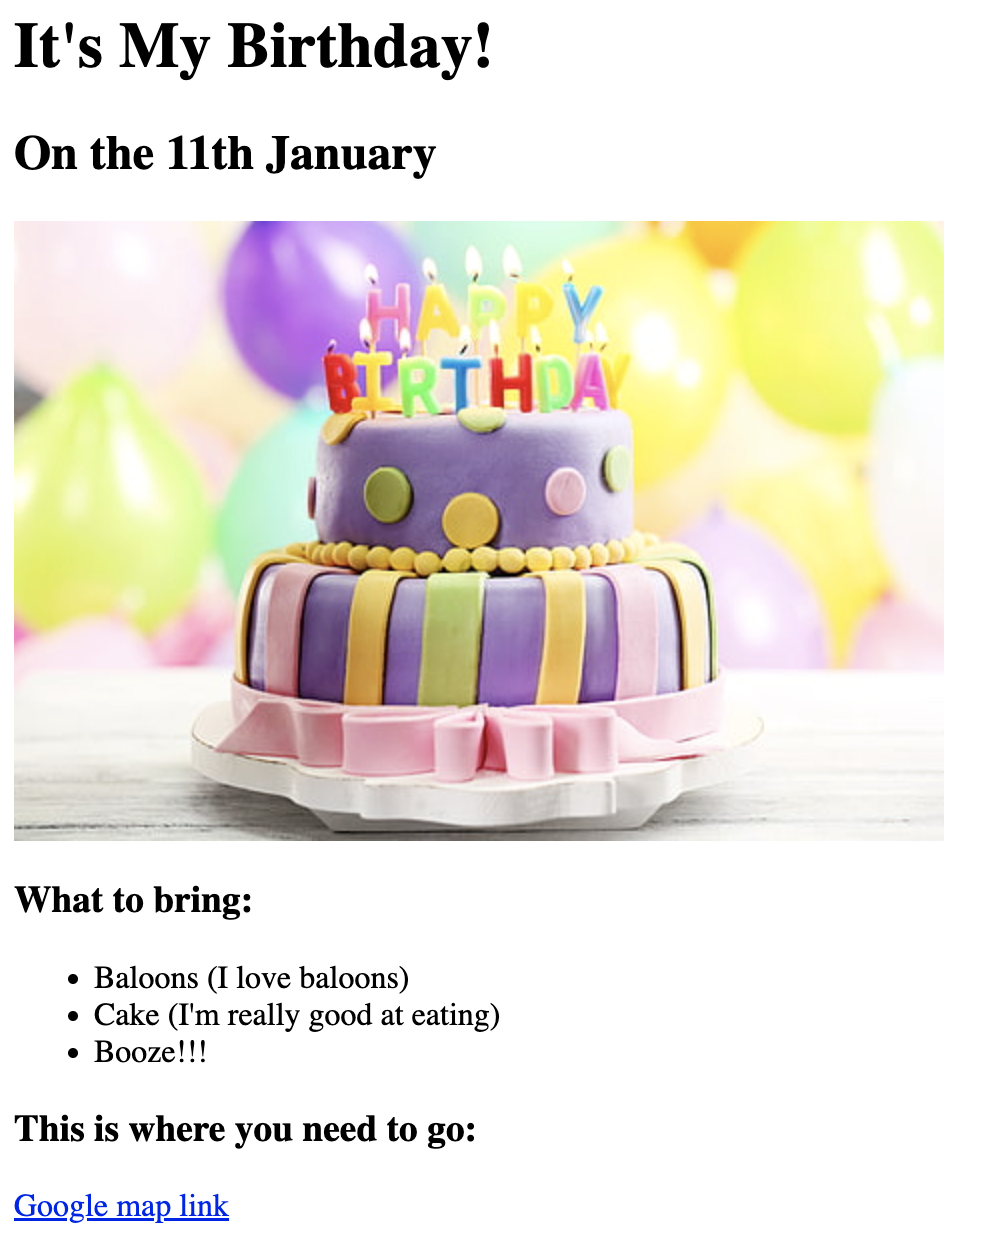 It's My Birthday!
On the 11th January
HAPPY
BIRTHDAY
What to bring:
Baloons (I love baloons)
Cake (I'm really good at eating)
Booze!!!
This is where you need to go:
Google map link